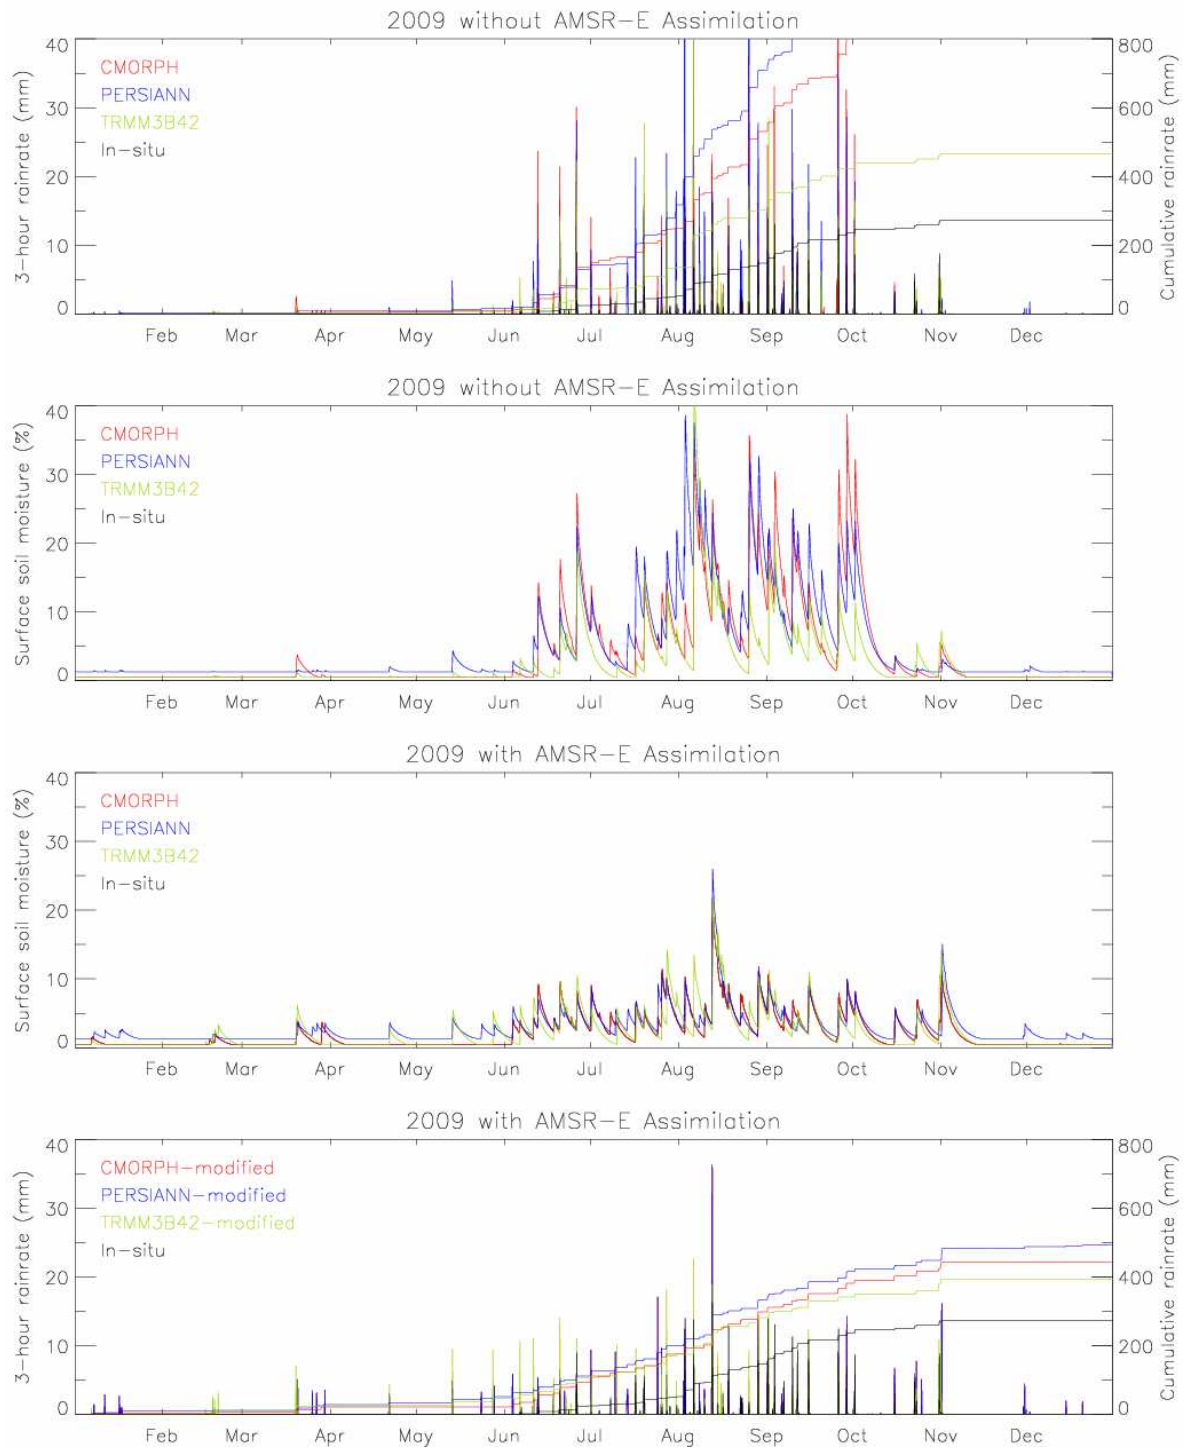 2009 without AMSR-E Assimilation
3-hour rainrate (mm)
40
30
20
10
0
CMORPH
PERSIANN
TRMM3B42
In-situ
800
600
400
200
0
Cumulative rainrate (mm)
Feb Mar Apr May Jun Jul Aug Sep Oct Nov Dec
2009 without AMSR-E Assimilation
Surface soil moisture (%)
40
30
20
10
0
CMORPH
PERSIANN
TRMM3B42
In-situ
Feb Mar Apr May Jun Jul Aug Sep Oct Nov Dec
2009 with AMSR-E Assimilation
Surface soil moisture (%)
40
30
20
10
0
CMORPH
PERSIANN
TRMM3B42
In-situ
Feb Mar Apr May Jun Jul Aug Sep Oct Nov Dec
2009 with AMSR-E Assimilation
3-hour rainrate (mm)
40
30
20
10
0
CMORPH-modified
PERSIANN-modified
TRMM3B42-modified
In-situ
800
600
400
200
0
Cumulative rainrate (mm)
Feb Mar Apr May Jun Jul Aug Sep Oct Nov Dec